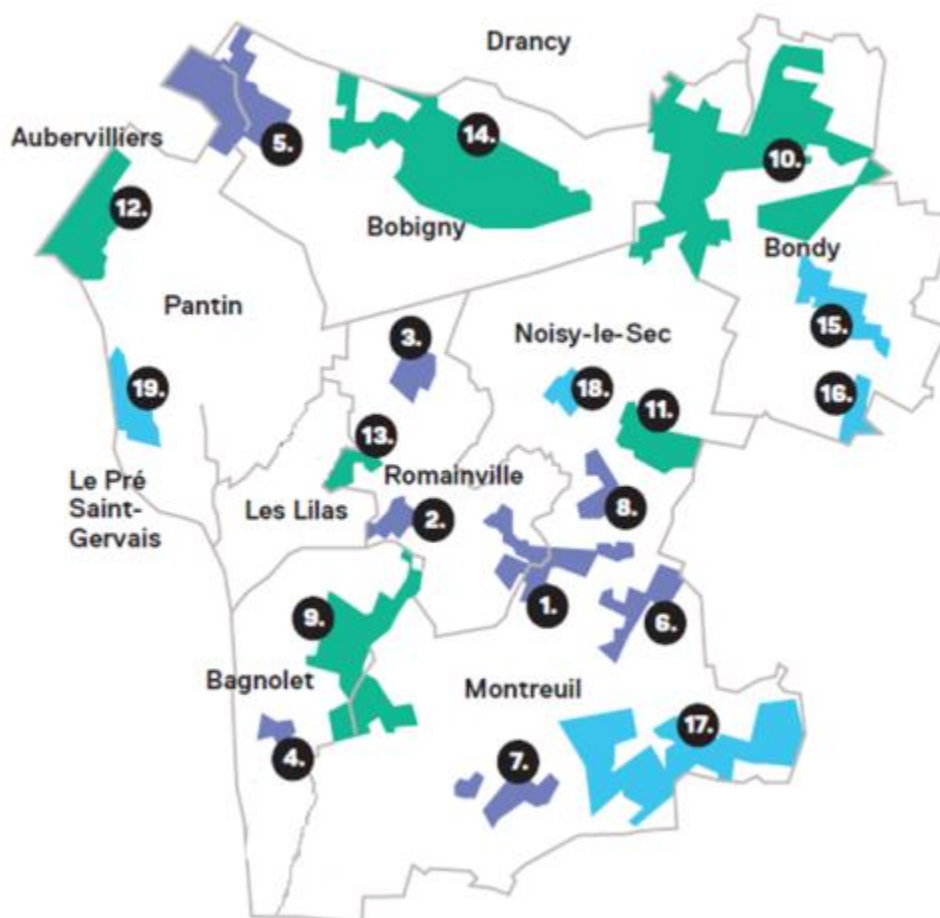 Drancy
Aubervilliers
5.
14.
10.
12.
Bobigny
Bondy
Pantin
3.
Noisy-le-Sec
15.
19.
18.
16.
11.
13.
Romainville
Le Pré
Saint-
Gervais
Les Lilas
2.
8.
1.
9.
6.
Bagnolet
Montreuil
17.
4.
7.